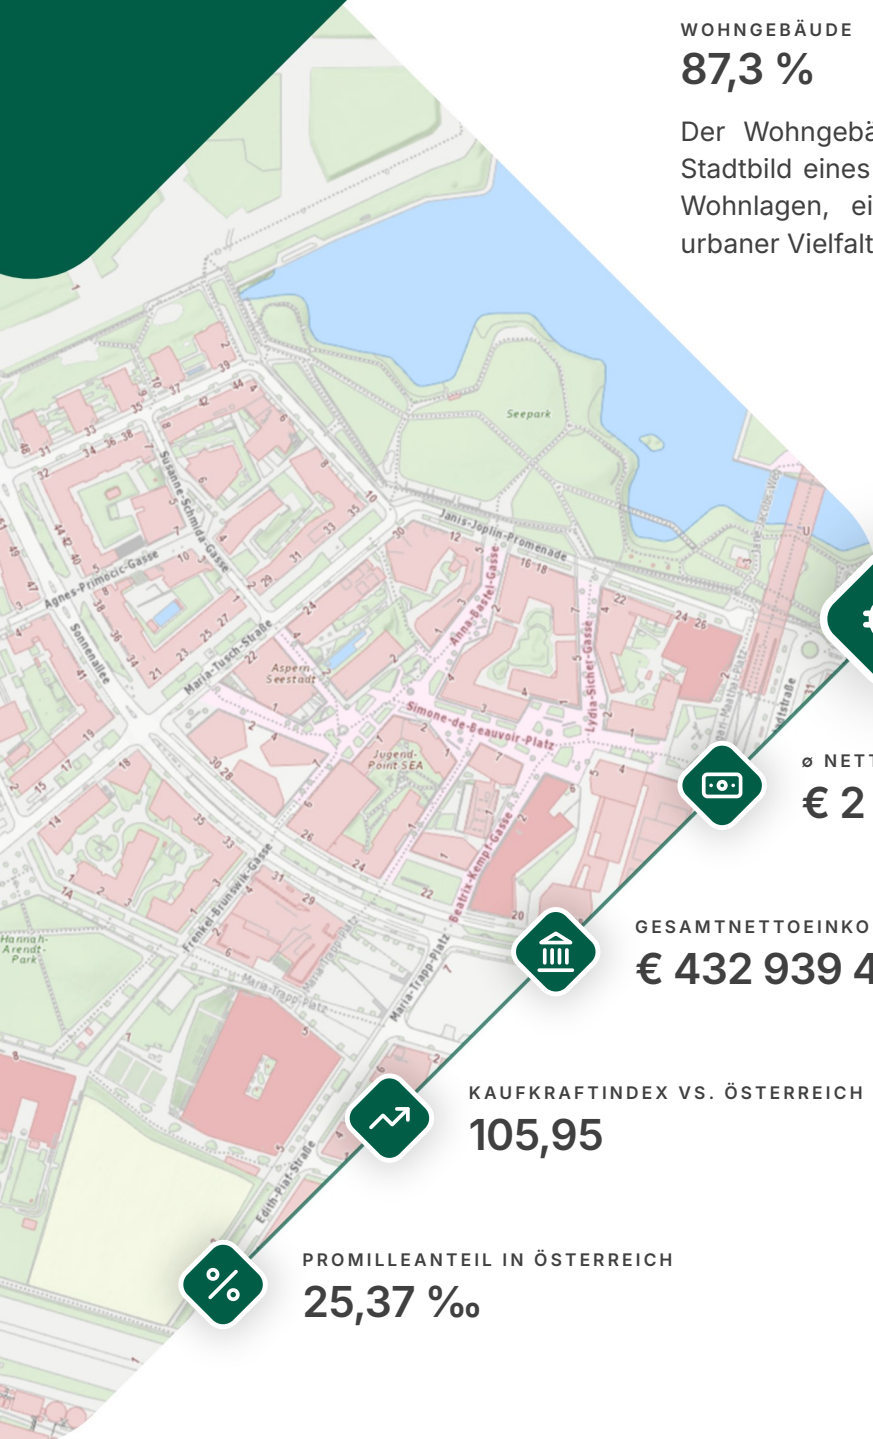 WOHNGEBÄUDE
87,3 %
Der Wohngebä
Stadtbild eines
Wohnlagen, ei
urbaner Vielfalt
Seepark
Janis-Joplin-Promenade
Susanne-Schmida-Gasse
Agnes-Primocic-Gasse
Anna-Bastel-Gasse
Sonnenallee
Maria-Tusch-Straße
Aspern-
Seestadt
Lydia-Sicher-Gasse
Simone-de-Beauvoir-Platz
Jugend-
Point SEA
ø NETT
€ 2
Beatrix-Kempf-Gasse
Frenkel-Brunswik-Gasse
GESAMTNETTOEINKO
€ 432 939 4
Hannah-
Arendt-
Park
Maria-Trapp-Platz
Maria-Trapp-Platz
KAUFKRAFTINDEX VS. ÖSTERREICH
105,95
Edith-Piaf-Straße
PROMILLEANTEIL IN ÖSTERREICH
25,37 ‰